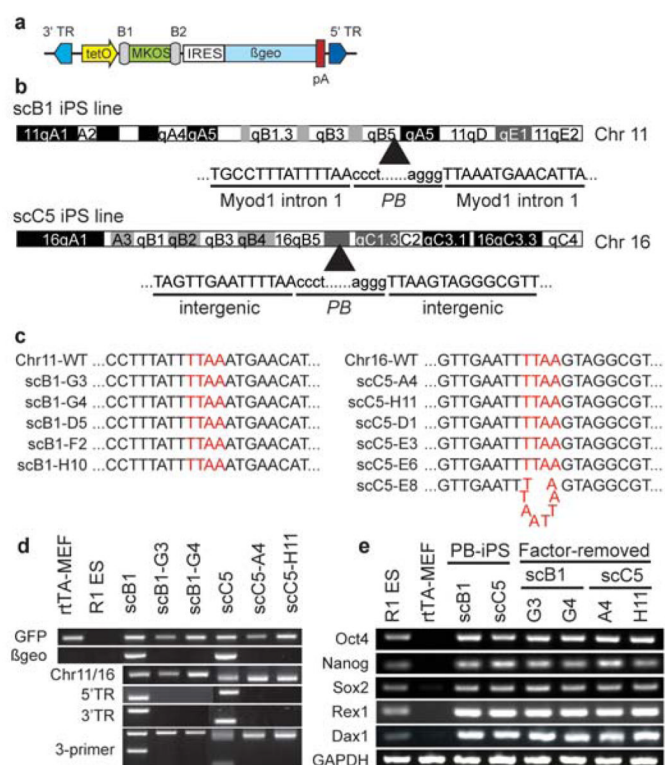 a
3' TR B1 B2 5' TR
tetO MKOS IRES ßgeo
pA
b
scB1 iPS line
11qA1 A2 qA4 qA5 qB1.3 qB3 qB5 qA5 11qD qE1 11qE2 Chr 11
...TGCCTTTATTTTAAccct......agggTTAAATGAACATTA...
Myod1 intron 1 PB Myod1 intron 1
scC5 iPS line
16qA1 A3 qB1 qB2 qB3 qB4 16qB5 qC1.3 C2 qC3.1 16qC3.3 qC4 Chr 16
...TAGTTGAATTTTAAccct......agggTTAAGTAGGGCGTT...
intergenic PB intergenic
c
Chr11-WT ...CCTTTATTTTAAATGAACAT...
scB1-G3 ...CCTTTATTTTAAATGAACAT...
scB1-G4 ...CCTTTATTTTAAATGAACAT...
scB1-D5 ...CCTTTATTTTAAATGAACAT...
scB1-F2 ...CCTTTATTTTAAATGAACAT...
scB1-H10 ...CCTTTATTTTAAATGAACAT...
Chr16-WT ...GTTGAATTTTAAGTAGGCGT...
scC5-A4 ...GTTGAATTTTAAGTAGGCGT...
scC5-H11 ...GTTGAATTTTAAGTAGGCGT...
scC5-D1 ...GTTGAATTTTAAGTAGGCGT...
scC5-E3 ...GTTGAATTTTAAGTAGGCGT...
scC5-E6 ...GTTGAATTTTAAGTAGGCGT...
scC5-E8 ...GTTGAATTT AGTAGGCGT...
T A
A T
A A T
d
rtTA-MEF R1 ES scB1 scB1-G3 scB1-G4 scC5 scC5-A4 scC5-H11
GFP
ßgeo
Chr11/16
5'TR
3'TR
3-primer
e
PB-iPS Factor-removed
scB1 scC5
R1 ES rtTA-MEF scB1 scC5 G3 G4 A4 H11
Oct4
Nanog
Sox2
Rex1
Dax1
GAPDH